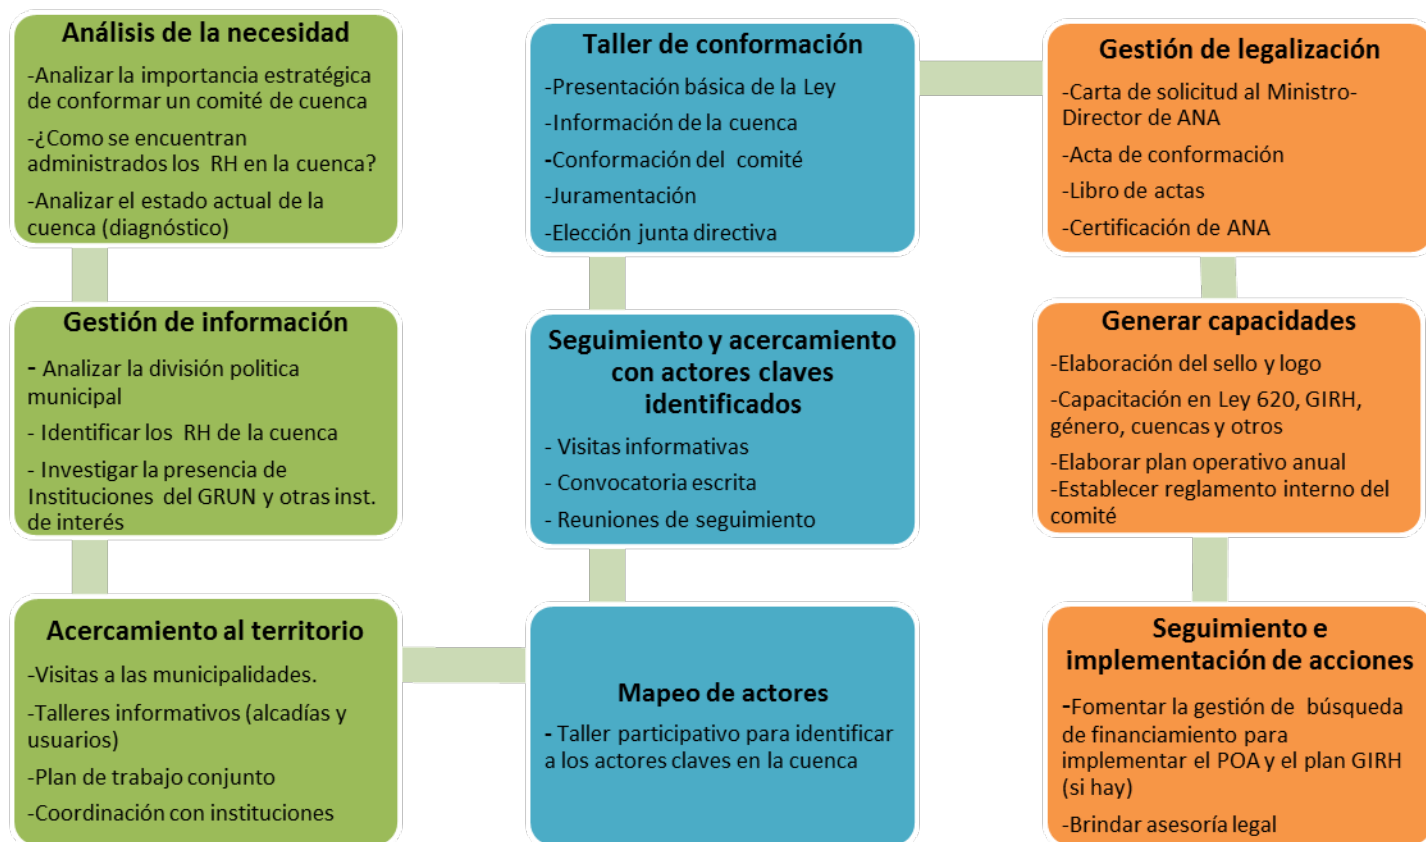 Análisis de la necesidad
-Analizar la importancia estratégica
de conformar un comité de cuenca
-¿Como se encuentran
administrados los RH en la cuenca?
-Analizar el estado actual de la
cuenca (diagnóstico)
Gestión de información
- Analizar la división politica
municipal
- Identificar los RH de la cuenca
- Investigar la presencia de
Instituciones del GRUN y otras inst.
de interés
Acercamiento al territorio
-Visitas a las municipalidades.
-Talleres informativos (alcadías y
usuarios)
-Plan de trabajo conjunto
-Coordinación con instituciones
Mapeo de actores
- Taller participativo para identificar
a los actores claves en la cuenca
Seguimiento y acercamiento
con actores claves
identificados
- Visitas informativas
- Convocatoria escrita
- Reuniones de seguimiento
Taller de conformación
-Presentación básica de la Ley
-Información de la cuenca
-Conformación del comité
-Juramentación
-Elección junta directiva
Gestión de legalización
-Carta de solicitud al Ministro-
Director de ANA
-Acta de conformación
-Libro de actas
-Certificación de ANA
Generar capacidades
-Elaboración del sello y logo
-Capacitación en Ley 620, GIRH,
género, cuencas y otros
-Elaborar plan operativo anual
-Establecer reglamento interno del
comité
Seguimiento e
implementación de acciones
-Fomentar la gestión de búsqueda
de financiamiento para
implementar el POA y el plan GIRH
(si hay)
-Brindar asesoría legal